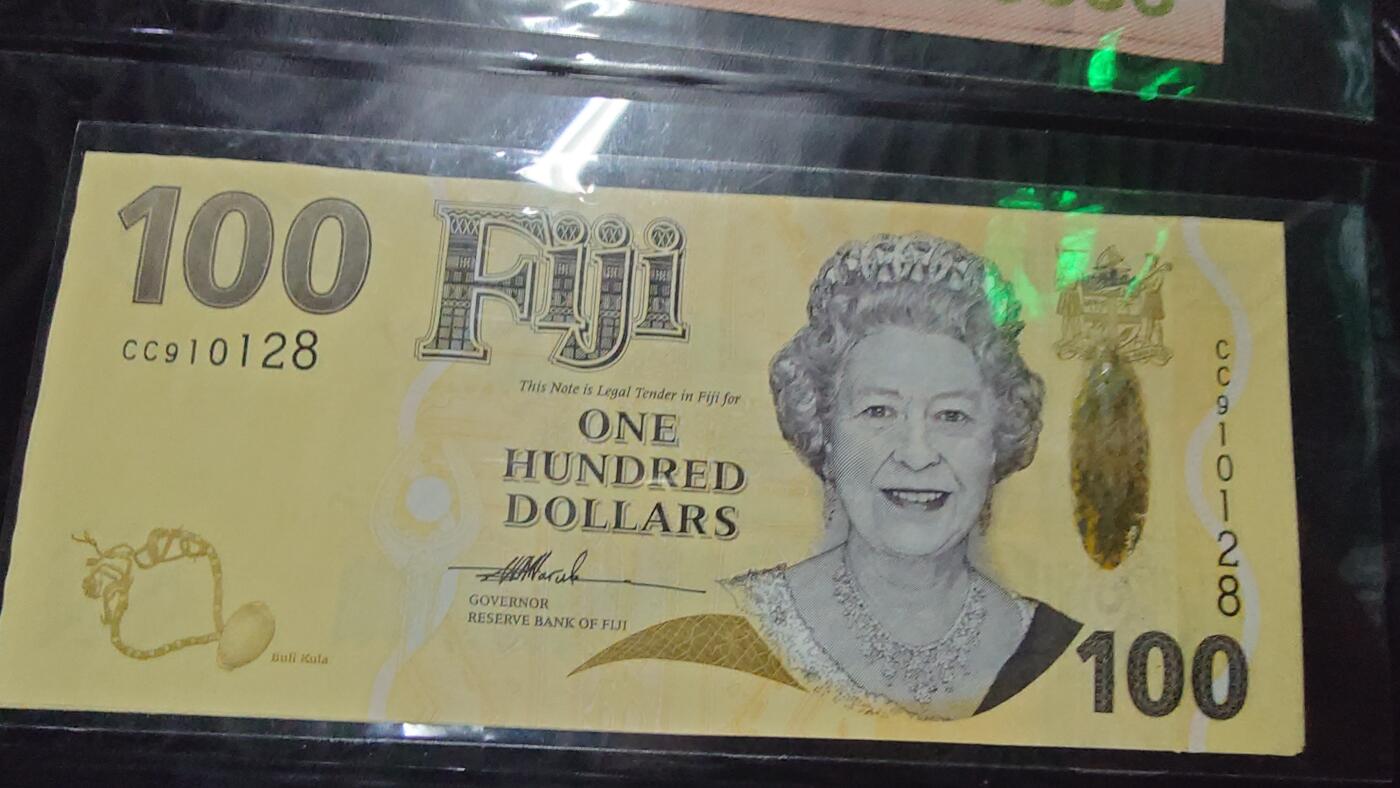 100
Fiji
CC910128
This Note is Legal Tender in Fiji for
ONE
HUNDRED
DOLLARS
GOVERNOR
RESERVE BANK OF FIJI
Buli Kula
CC910128
100